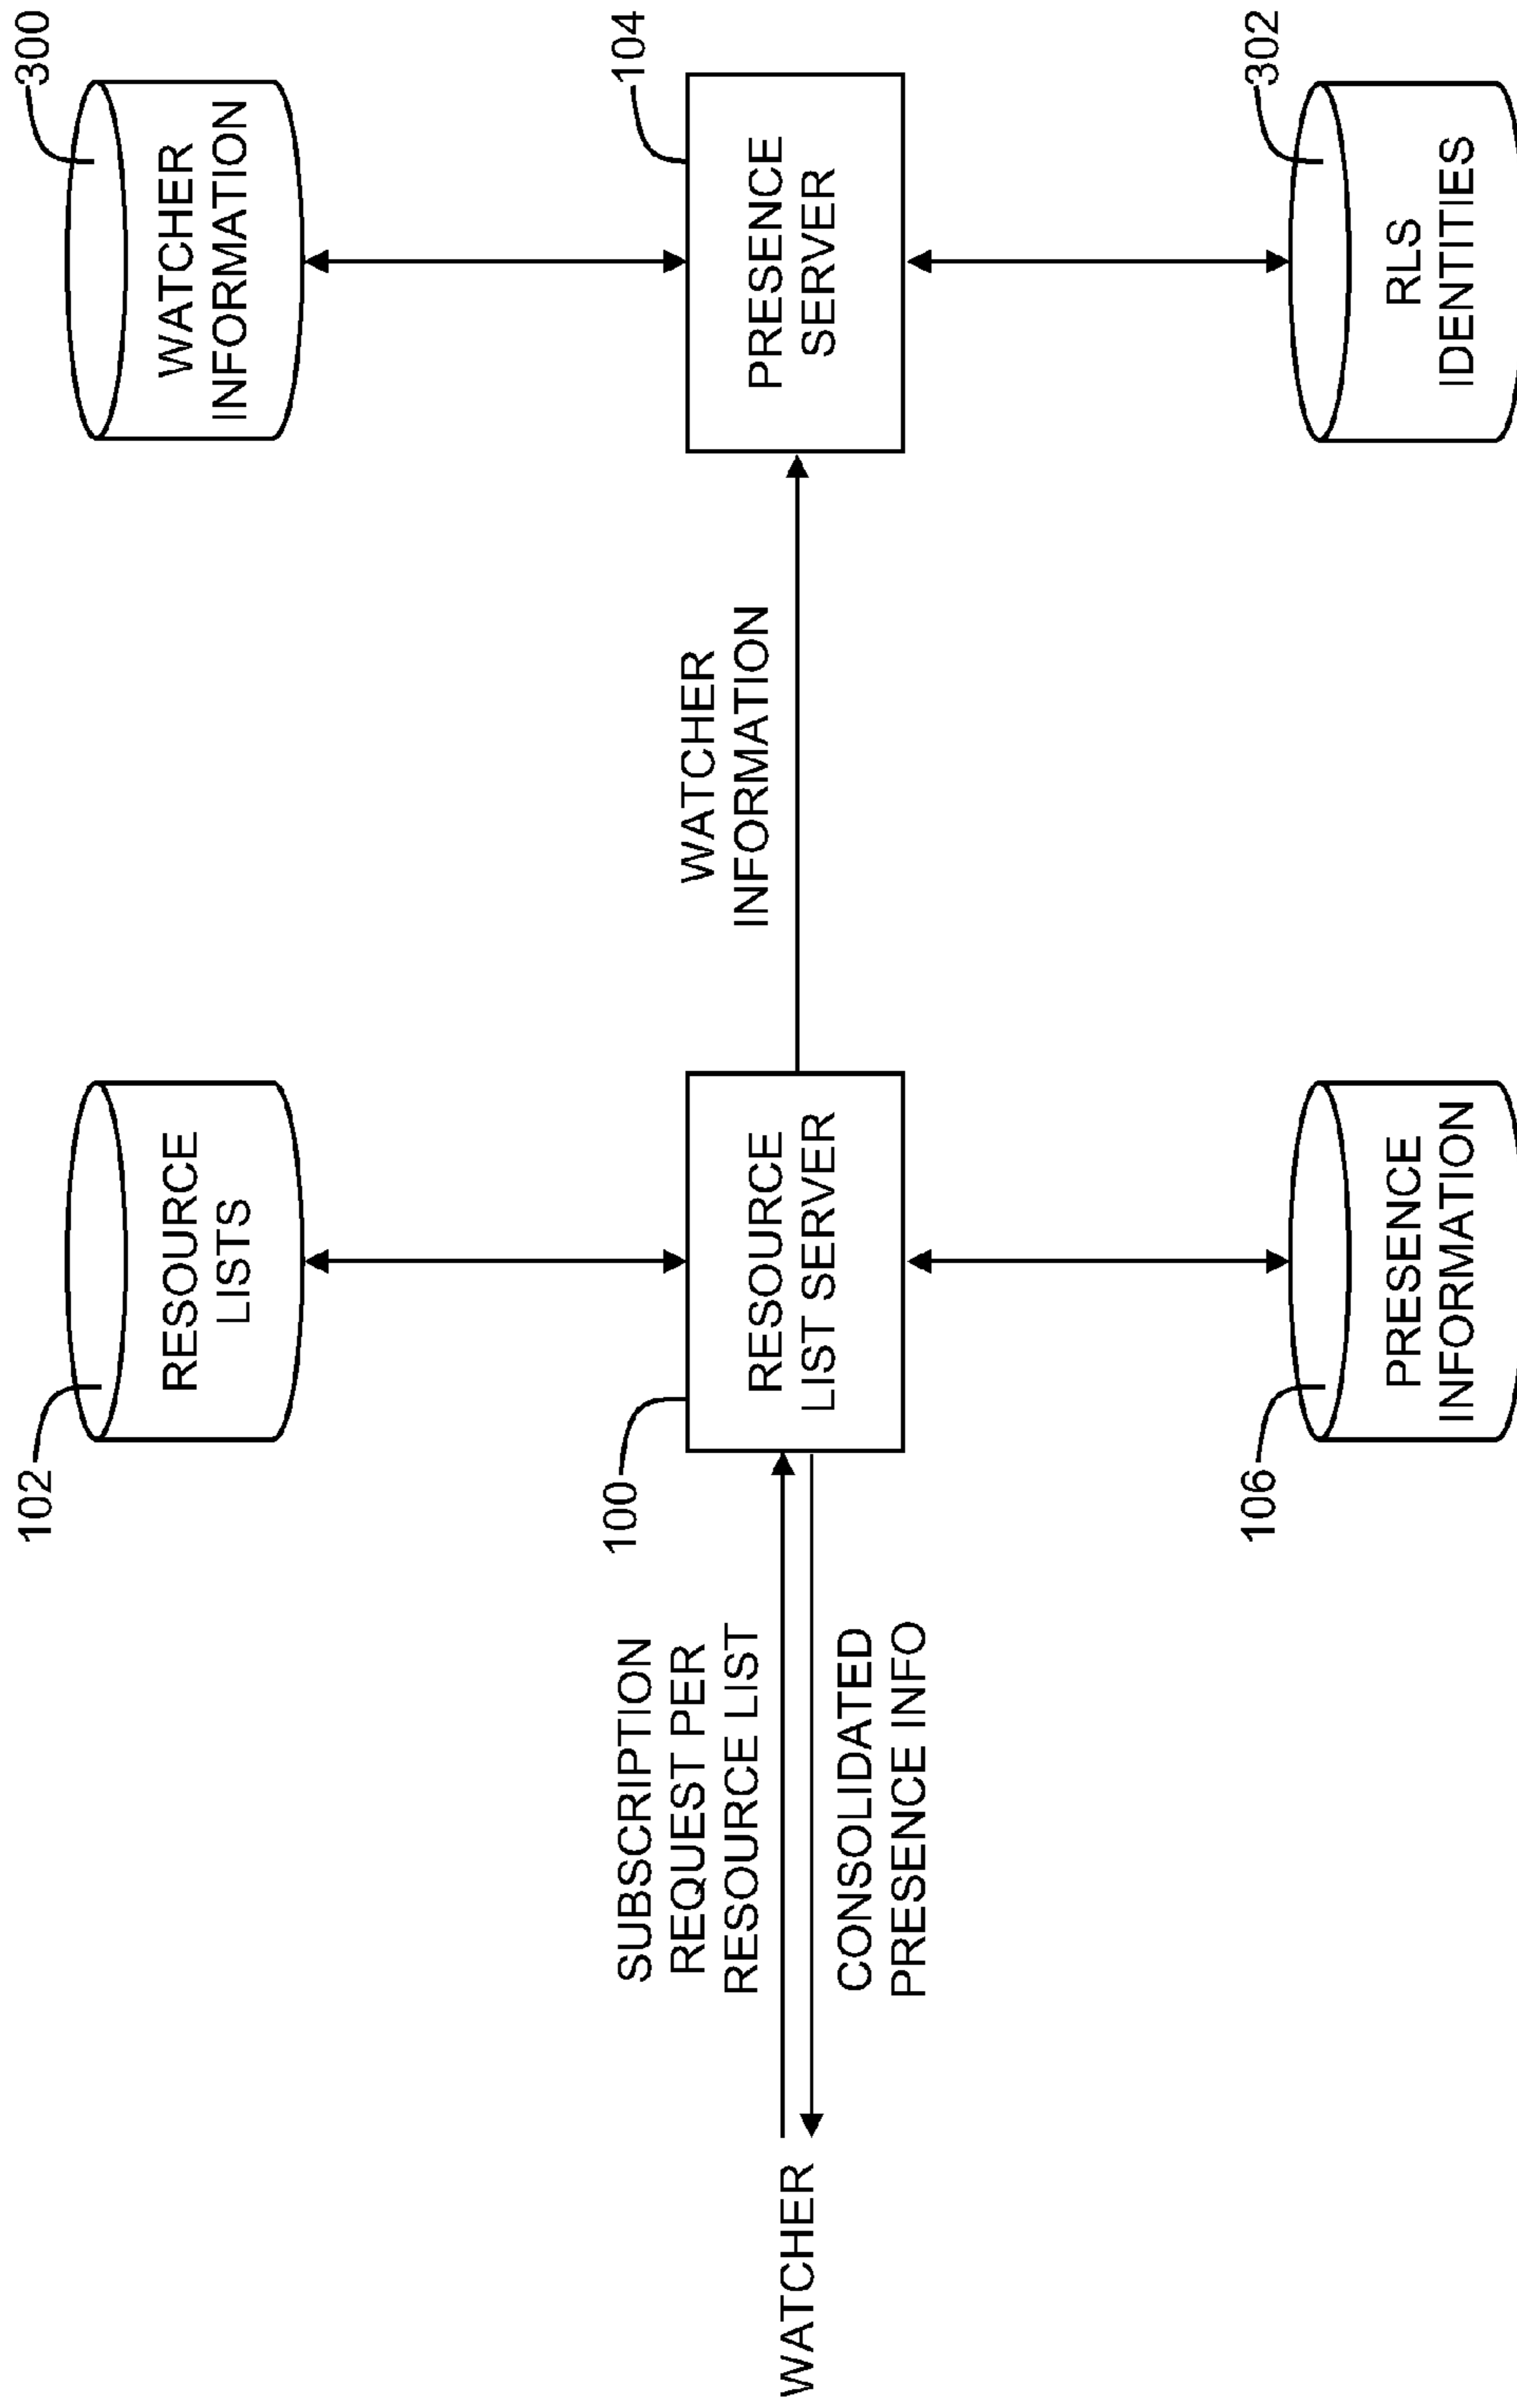 102
RESOURCE
LISTS
300
WATCHER
INFORMATION
SUBSCRIPTION
REQUEST PER
RESOURCE LIST
100
RESOURCE
LIST SERVER
WATCHER
INFORMATION
104
PRESENCE
SERVER
WATCHER
CONSOLIDATED
PRESENCE INFO
106
PRESENCE
INFORMATION
302
RLS
IDENTITIES